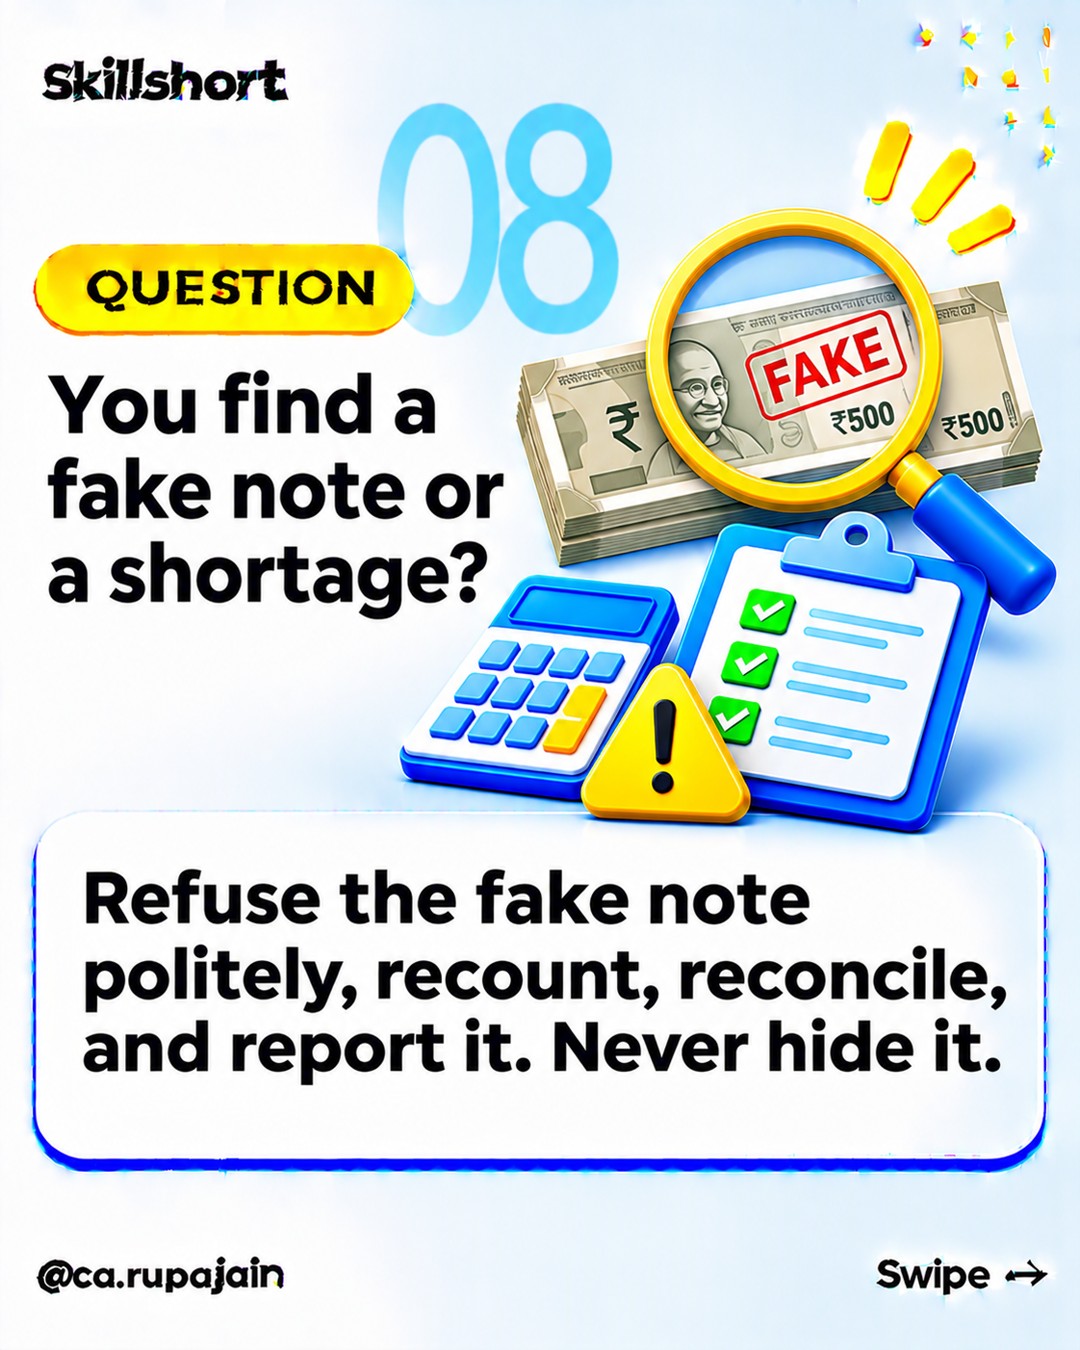 Skillshort
08
QUESTION
You find a
fake note or
a shortage?
₹
FAKE
₹500
₹500
Refuse the fake note
politely, recount, reconcile,
and report it. Never hide it.
@ca.rupajain
Swipe →